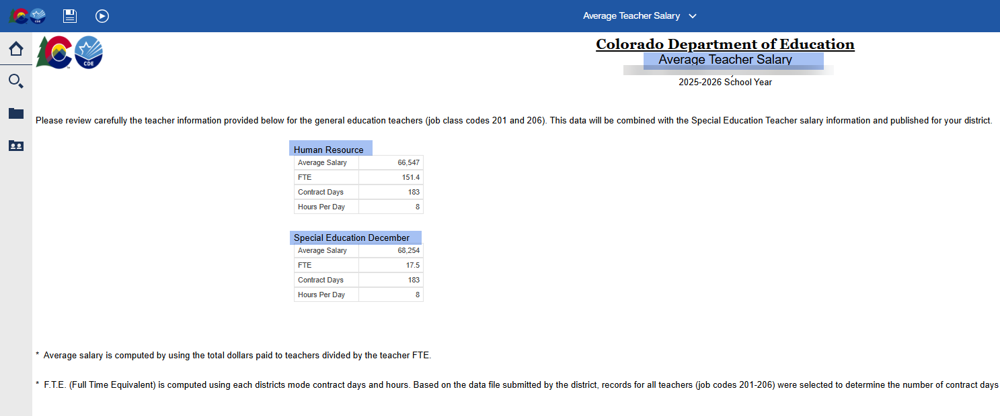 Average Teacher Salary
CDE
Colorado Department of Education
Average Teacher Salary
2025-2026 School Year
Please review carefully the teacher information provided below for the general education teachers (job class codes 201 and 206). This data will be combined with the Special Education Teacher salary information and published for your district.
Human Resource
Average Salary 66,547
FTE 151.4
Contract Days 183
Hours Per Day 8
Special Education December
Average Salary 68,254
FTE 17.5
Contract Days 183
Hours Per Day 8
* Average salary is computed by using the total dollars paid to teachers divided by the teacher FTE.
* F.T.E. (Full Time Equivalent) is computed using each districts mode contract days and hours. Based on the data file submitted by the district, records for all teachers (job codes 201-206) were selected to determine the number of contract days